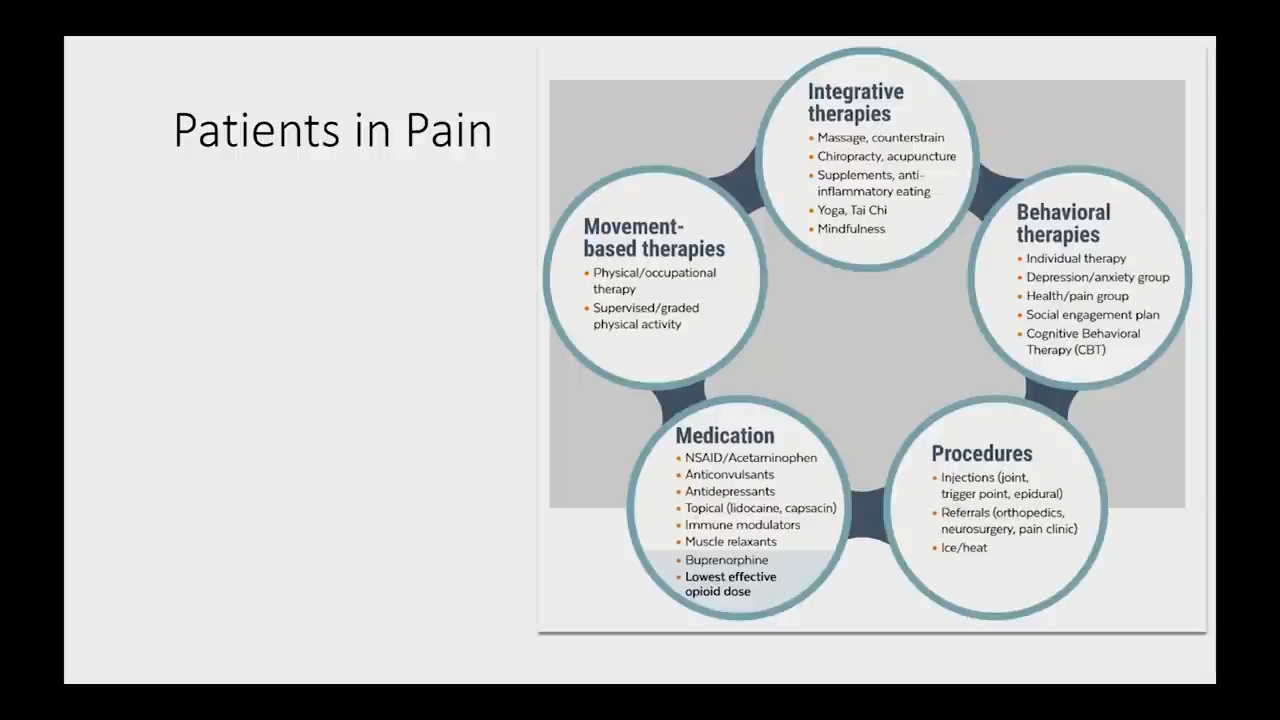 Patients in Pain
Integrative
therapies
• Massage, counterstrain
• Chiropracty, acupuncture
• Supplements, anti-
inflammatory eating
• Yoga, Tai Chi
• Mindfulness
Movement-
based therapies
• Physical/occupational
therapy
• Supervised/graded
physical activity
Behavioral
therapies
• Individual therapy
• Depression/anxiety group
• Health/pain group
• Social engagement plan
• Cognitive Behavioral
Therapy (CBT)
Medication
• NSAID/Acetaminophen
• Anticonvulsants
• Antidepressants
• Topical (lidocaine, capsacin)
• Immune modulators
• Muscle relaxants
• Buprenorphine
• Lowest effective
opioid dose
Procedures
• Injections (joint,
trigger point, epidural)
• Referrals (orthopedics,
neurosurgery, pain clinic)
• Ice/heat